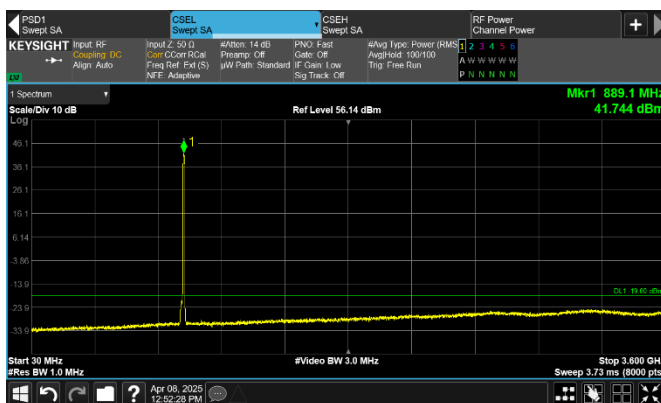 PSD1 CSEL CSEH RF Power
Swept SA Swept SA Swept SA Channel Power +
KEYSIGHT Input: RF Input Z: 50 Ω #Atten: 14 dB PNO: Fast #Avg Type: Power (RMS 1 2 3 4 5 6
Coupling: DC Corr CCorr RCal Preamp: Off Gate: Off Avg|Hold: 100/100 A W W W W W
Align: Auto Freq Ref: Ext (S) µW Path: Standard IF Gain: Low Trig: Free Run
NFE: Adaptive Sig Track: Off P N N N N N
1 Spectrum
Mkr1 889.1 MHz
Scale/Div 10 dB Ref Level 56.14 dBm 41.744 dBm
Log
1
46.1
36.1
26.1
16.1
6.14
-3.86
-13.9
-23.9
-33.9
Start 30 MHz #Video BW 3.0 MHz Stop 3.600 GH
#Res BW 1.0 MHz Sweep 3.73 ms (8000 pts
? Apr 08, 2025
12:52:28 PM